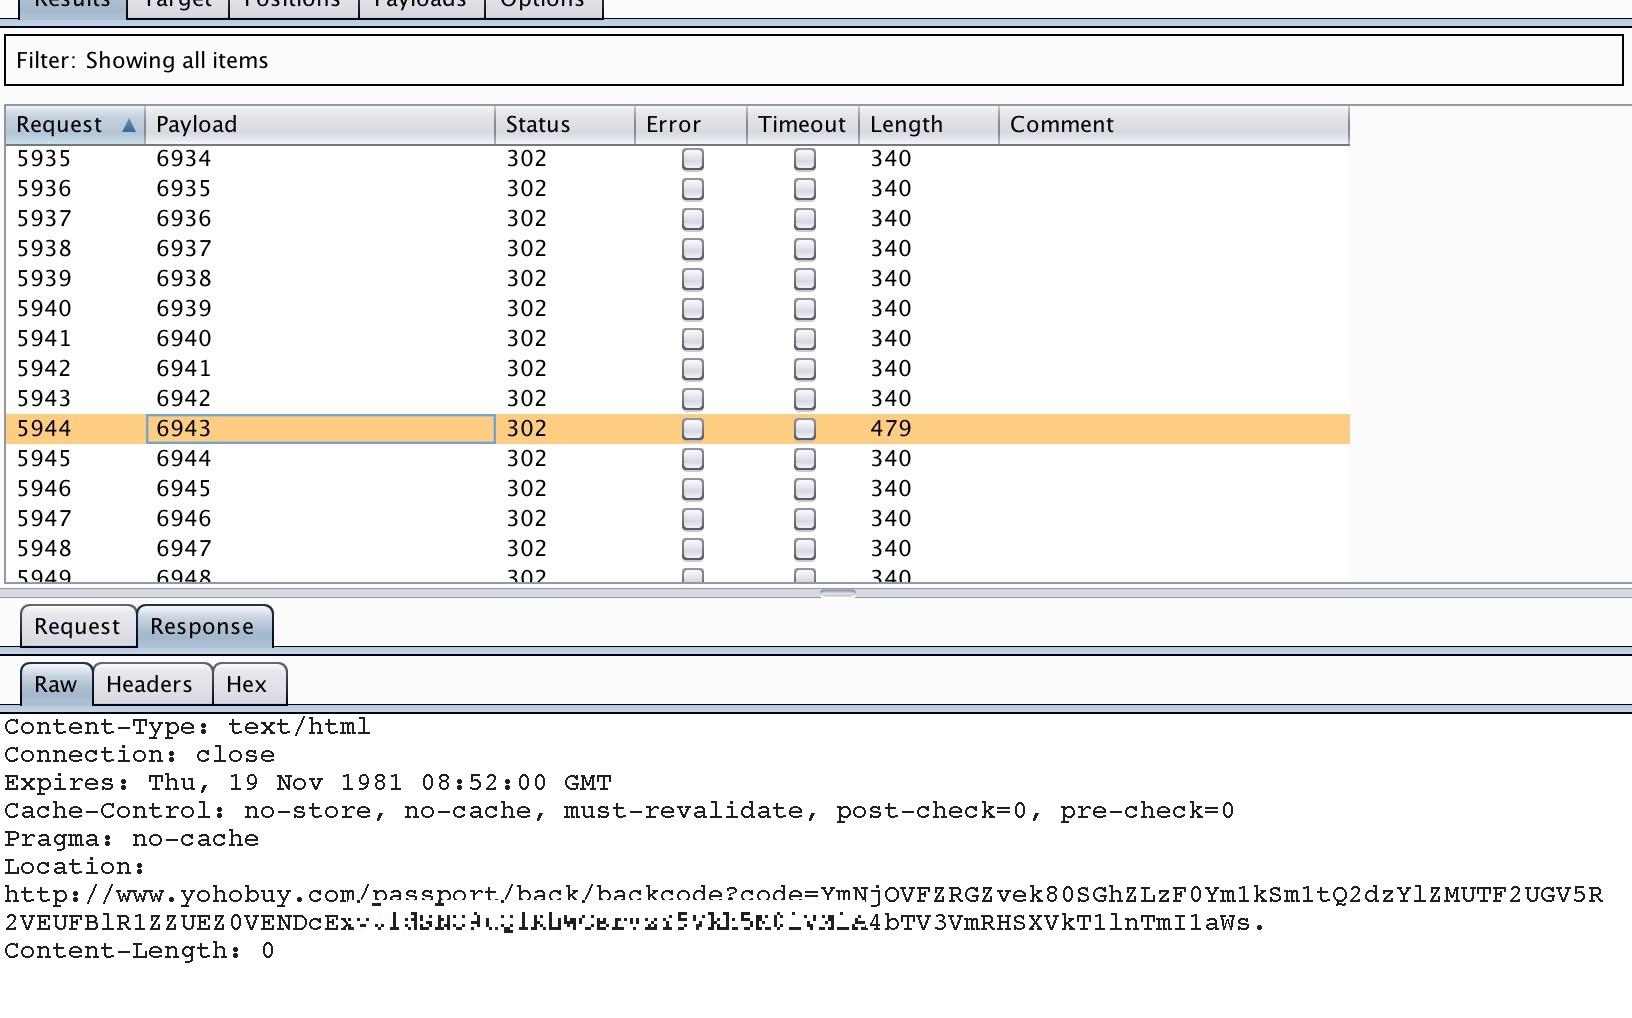 Results Target Positions Payloads Options
Filter: Showing all items
Request Payload Status Error Timeout Length Comment
5935 6934 302 340
5936 6935 302 340
5937 6936 302 340
5938 6937 302 340
5939 6938 302 340
5940 6939 302 340
5941 6940 302 340
5942 6941 302 340
5943 6942 302 340
5944 6943 302 479
5945 6944 302 340
5946 6945 302 340
5947 6946 302 340
5948 6947 302 340
5949 6948 302 340
Request Response
Raw Headers Hex
Content-Type: text/html
Connection: close
Expires: Thu, 19 Nov 1981 08:52:00 GMT
Cache-Control: no-store, no-cache, must-revalidate, post-check=0, pre-check=0
Pragma: no-cache
Location:
http://www.yohobuy.com/passport/back/backcode?code=YmNjOVFZRGZvek80SGhZLzF0Ym1kSm1tQ2dzYlZMUTF2UGV5R
Content-Length: 0